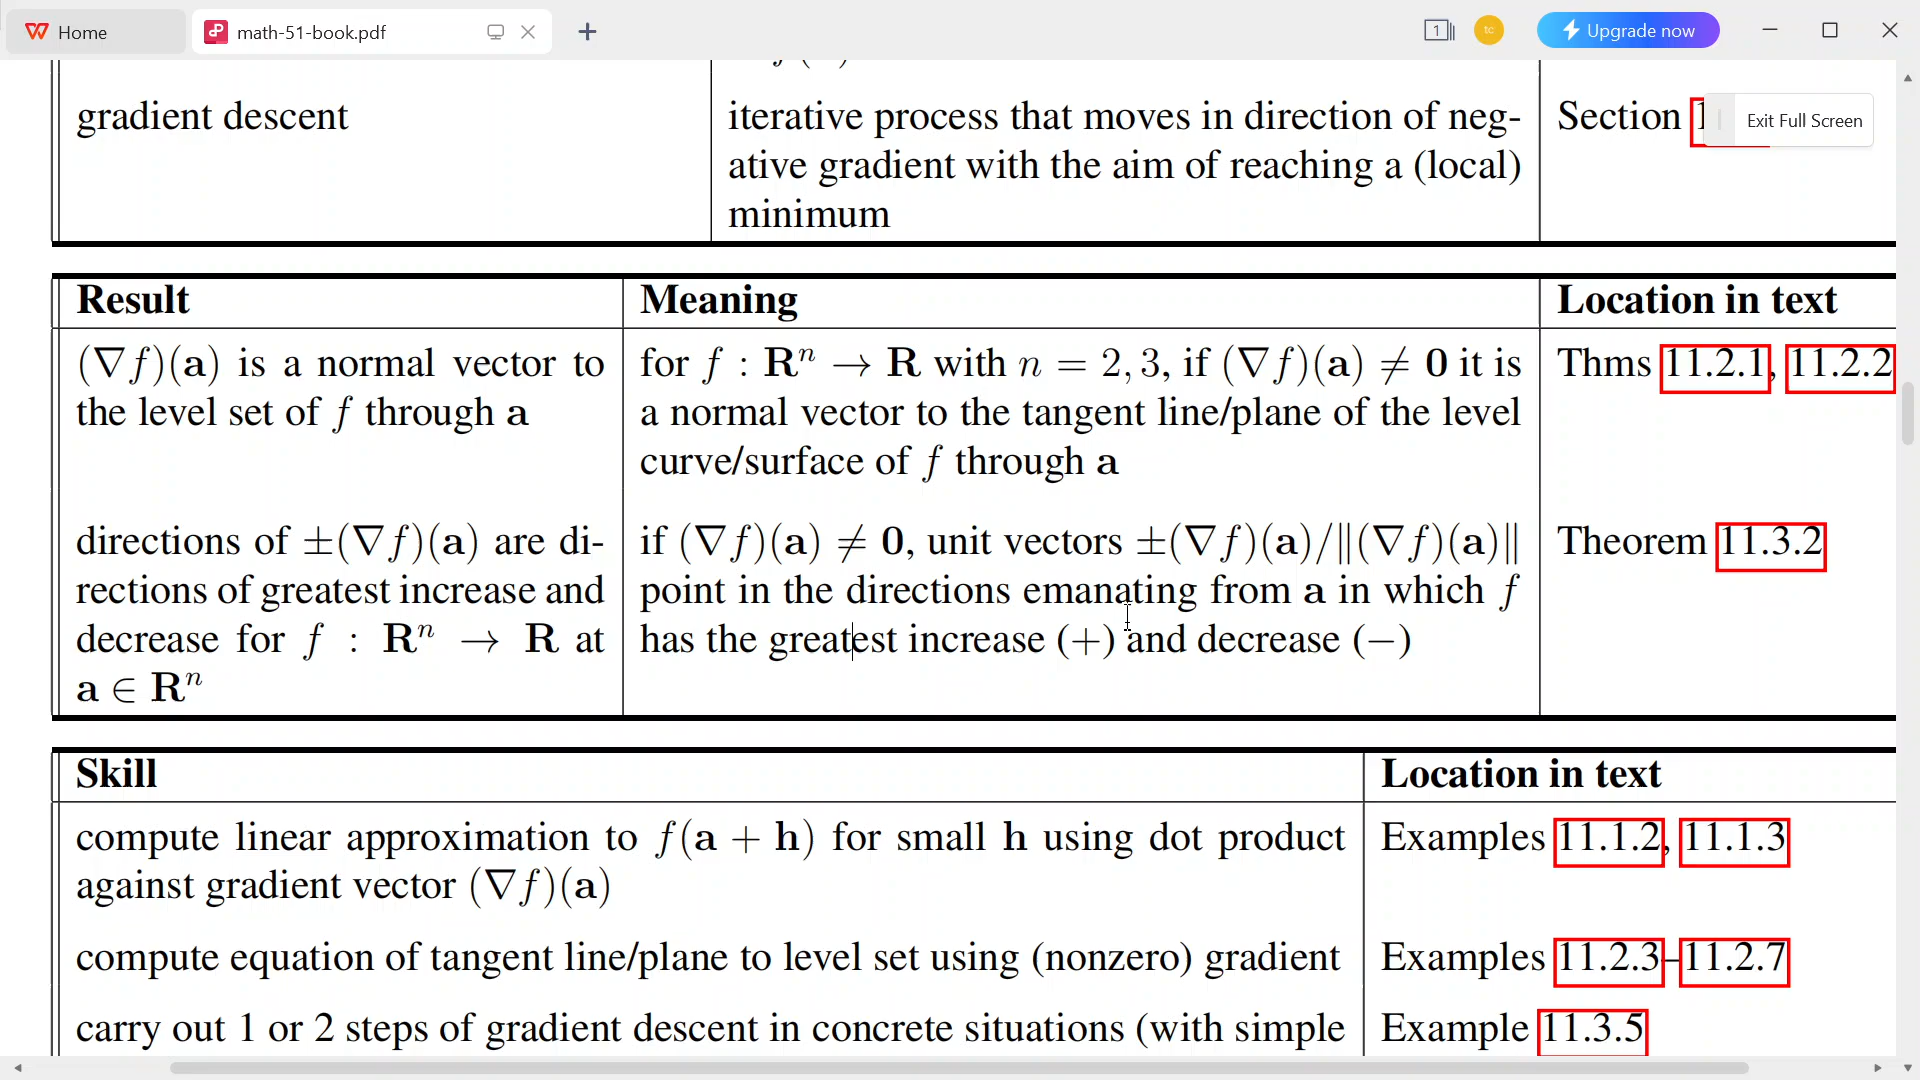 Home
math-51-book.pdf
1
tc
Upgrade now
gradient descent
iterative process that moves in direction of neg-
ative gradient with the aim of reaching a (local)
minimum
Section 1
Exit Full Screen
Result
Meaning
Location in text
(∇f)(a) is a normal vector to
the level set of f through a
for f : Rⁿ → R with n = 2, 3, if (∇f)(a) ≠ 0 it is
a normal vector to the tangent line/plane of the level
curve/surface of f through a
Thms 11.2.1, 11.2.2
directions of ±(∇f)(a) are di-
rections of greatest increase and
decrease for f : Rⁿ → R at
a ∈ Rⁿ
if (∇f)(a) ≠ 0, unit vectors ±(∇f)(a)/‖(∇f)(a)‖
point in the directions emanating from a in which f
has the greatest increase (+) and decrease (−)
Theorem 11.3.2
Skill
Location in text
compute linear approximation to f(a + h) for small h using dot product
against gradient vector (∇f)(a)
Examples 11.1.2, 11.1.3
compute equation of tangent line/plane to level set using (nonzero) gradient
Examples 11.2.3–11.2.7
carry out 1 or 2 steps of gradient descent in concrete situations (with simple
Example 11.3.5